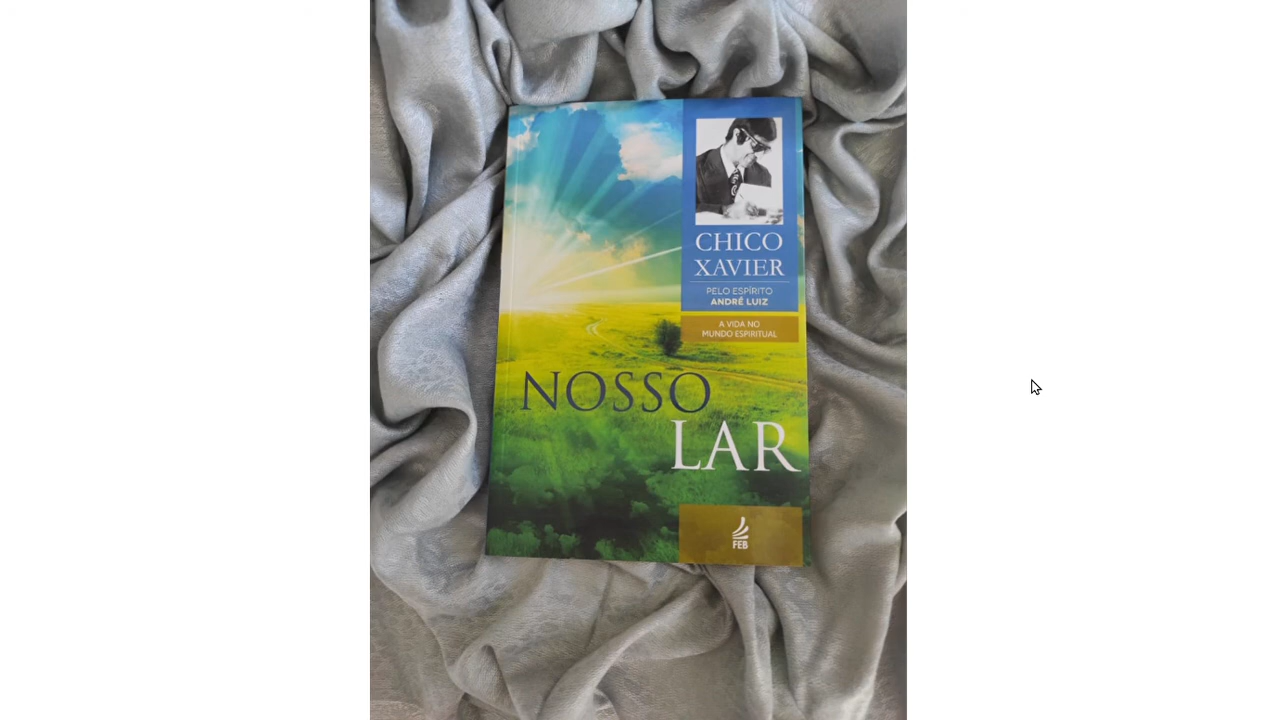 CHICO
XAVIER
PELO ESPÍRITO
ANDRÉ LUIZ
A VIDA NO
MUNDO ESPIRITUAL
NOSSO
LAR
FEB